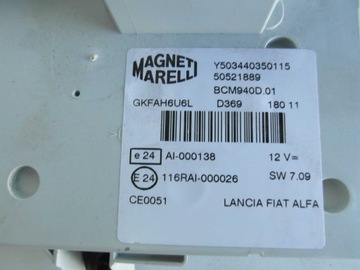 MAGNETI MARELLI
Y503440350115
50521889
BCM940D.01
GKFAH6U6L D369 180 11
e 24 AI-000138 12 V=
E 24 116RAI-000026 SW 7.09
CE0051 LANCIA FIAT ALFA